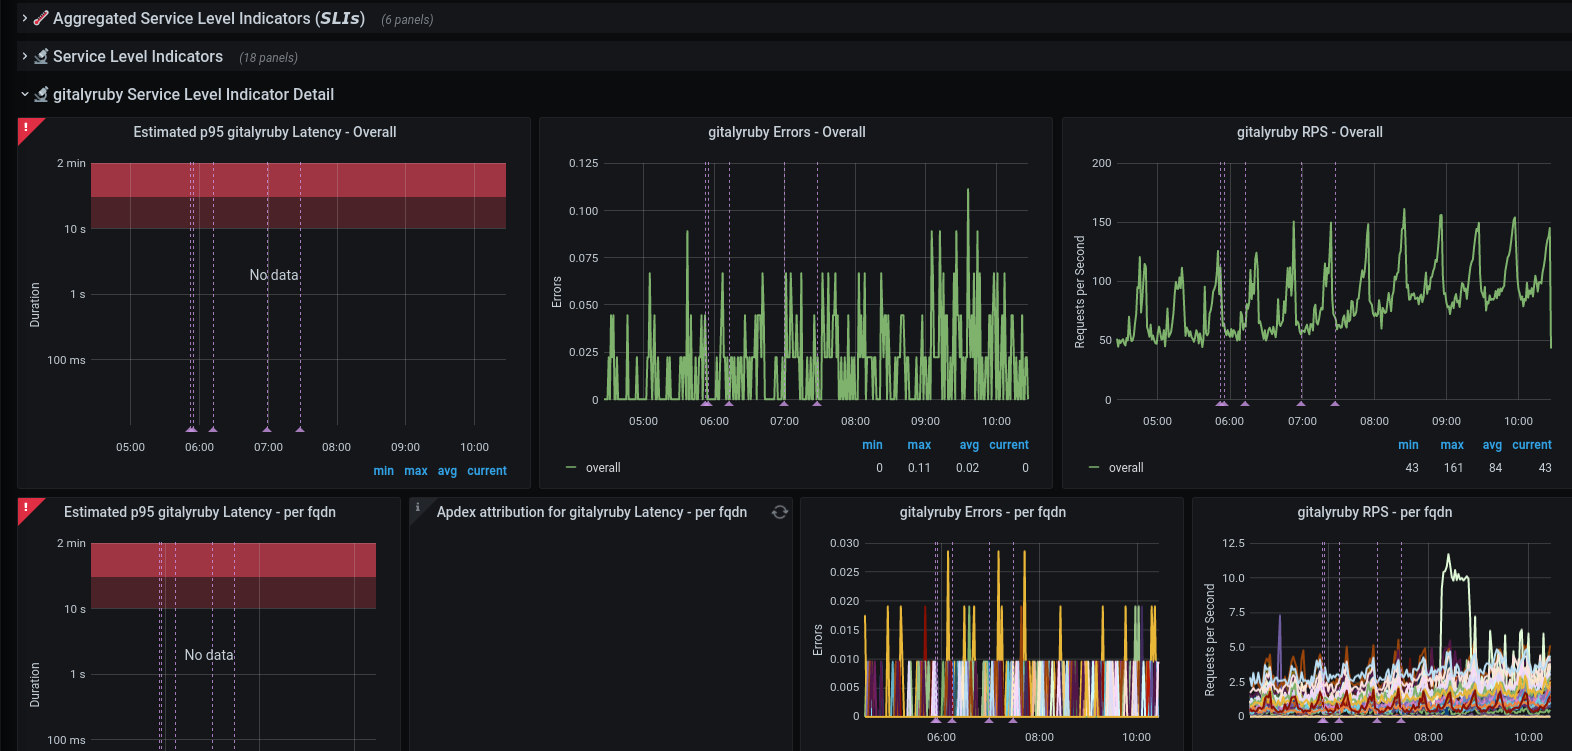 Aggregated Service Level Indicators (SLIs) (6 panels)
Service Level Indicators (18 panels)
gitalyruby Service Level Indicator Detail
!
Estimated p95 gitalyruby Latency - Overall
2 min
10 s
1 s
100 ms
Duration
No data
05:00 06:00 07:00 08:00 09:00 10:00
min max avg current
gitalyruby Errors - Overall
0.125
0.100
0.075
0.050
0.025
0
Errors
05:00 06:00 07:00 08:00 09:00 10:00
min max avg current
overall 0 0.11 0.02 0
gitalyruby RPS - Overall
200
150
100
50
0
Requests per Second
05:00 06:00 07:00 08:00 09:00 10:00
min max avg current
overall 43 161 84 43
!
Estimated p95 gitalyruby Latency - per fqdn
2 min
10 s
1 s
100 ms
Duration
No data
i
Apdex attribution for gitalyruby Latency - per fqdn
gitalyruby Errors - per fqdn
0.030
0.025
0.020
0.015
0.010
0.005
0
Errors
06:00 08:00 10:00
gitalyruby RPS - per fqdn
12.5
10.0
7.5
5.0
2.5
0
Requests per Second
06:00 08:00 10:00